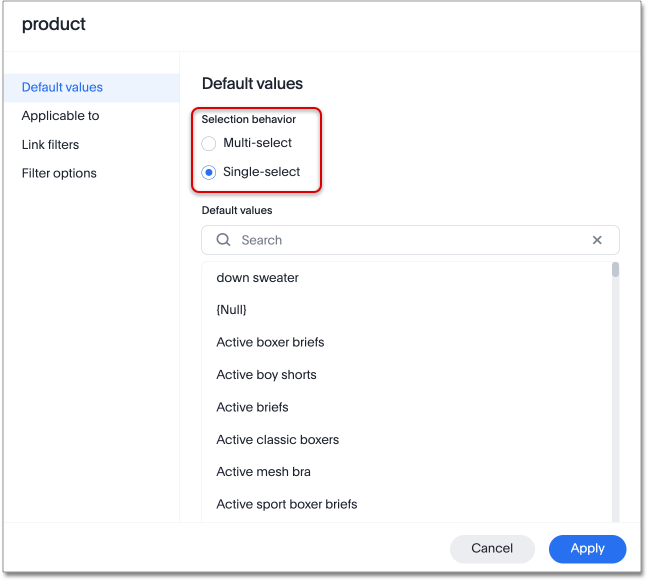 product
Default values
Applicable to
Link filters
Filter options
Default values
Selection behavior
Multi-select
Single-select
Default values
Search
down sweater
{Null}
Active boxer briefs
Active boy shorts
Active briefs
Active classic boxers
Active mesh bra
Active sport boxer briefs
Cancel
Apply